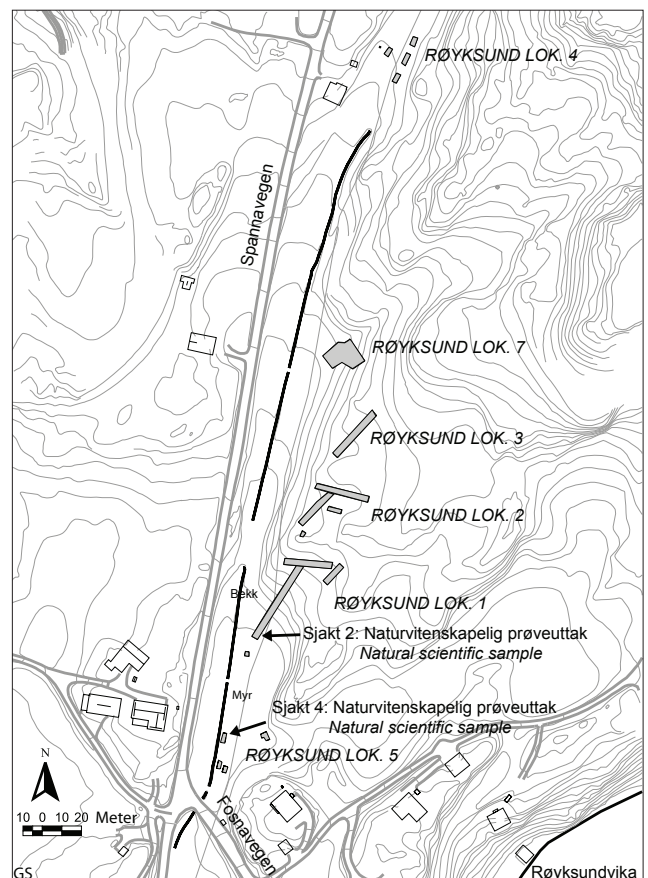 RØYKSUND LOK. 4
Spannavegen
RØYKSUND LOK. 7
RØYKSUND LOK. 3
RØYKSUND LOK. 2
Bekk
RØYKSUND LOK. 1
Sjakt 2: Naturvitenskapelig prøveuttak
Natural scientific sample
Myr
Sjakt 4: Naturvitenskapelig prøveuttak
Natural scientific sample
RØYKSUND LOK. 5
N
10 0 10 20 Meter
Fosnavegen
GS
Røyksundvika